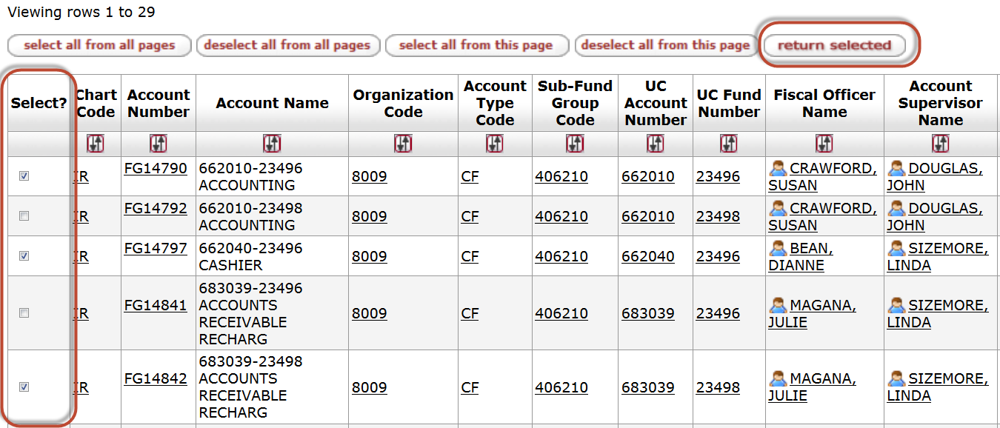 Viewing rows 1 to 29
select all from all pages deselect all from all pages select all from this page deselect all from this page return selected
Select? Chart Code Account Number Account Name Organization Code Account Type Code Sub-Fund Group Code UC Account Number UC Fund Number Fiscal Officer Name Account Supervisor Name
IR FG14790 662010-23496 ACCOUNTING 8009 CF 406210 662010 23496 CRAWFORD, SUSAN DOUGLAS, JOHN
IR FG14792 662010-23498 ACCOUNTING 8009 CF 406210 662010 23498 CRAWFORD, SUSAN DOUGLAS, JOHN
IR FG14797 662040-23496 CASHIER 8009 CF 406210 662040 23496 BEAN, DIANNE SIZEMORE, LINDA
IR FG14841 683039-23496 ACCOUNTS RECEIVABLE RECHARG 8009 CF 406210 683039 23496 MAGANA, JULIE SIZEMORE, LINDA
IR FG14842 683039-23498 ACCOUNTS RECEIVABLE RECHARG 8009 CF 406210 683039 23498 MAGANA, JULIE SIZEMORE, LINDA